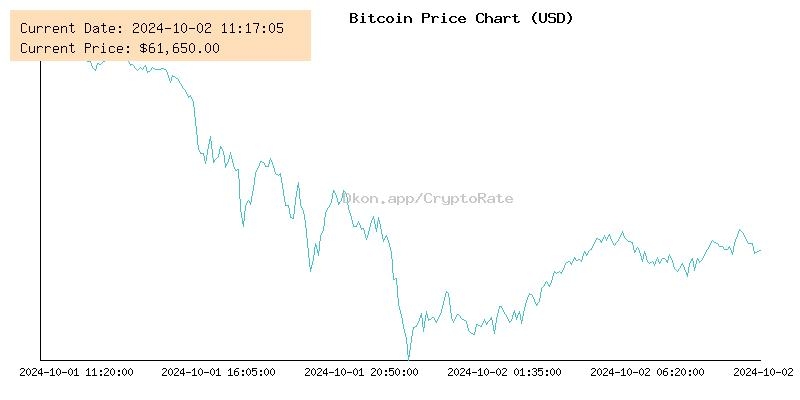 Bitcoin Price Chart (USD)
Current Date: 2024-10-02 11:17:05
Current Price: $61,650.00
Dkon.app/CryptoRate
2024-10-01 11:20:00
2024-10-01 16:05:00
2024-10-01 20:50:00
2024-10-02 01:35:00
2024-10-02 06:20:00
2024-10-02